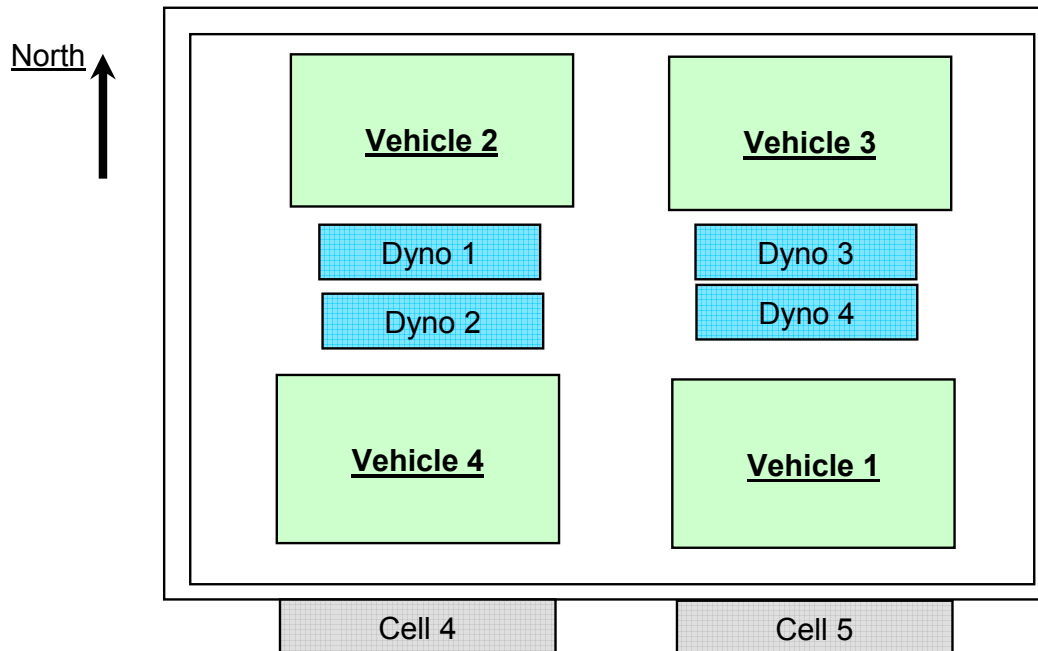 North
Vehicle 2
Vehicle 3
Dyno 1
Dyno 3
Dyno 2
Dyno 4
Vehicle 4
Vehicle 1
Cell 4
Cell 5